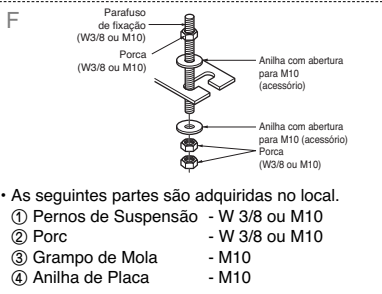 F
Parafuso
de fixação
(W3/8 ou M10)
Porca
(W3/8 ou M10)
Anilha com abertura
para M10
(acessório)
Anilha com abertura
para M10 (acessório)
Porca
(W3/8 ou M10)
• As seguintes partes são adquiridas no local.
① Pernos de Suspensão - W 3/8 ou M10
② Porc - W 3/8 ou M10
③ Grampo de Mola - M10
④ Anilha de Placa - M10